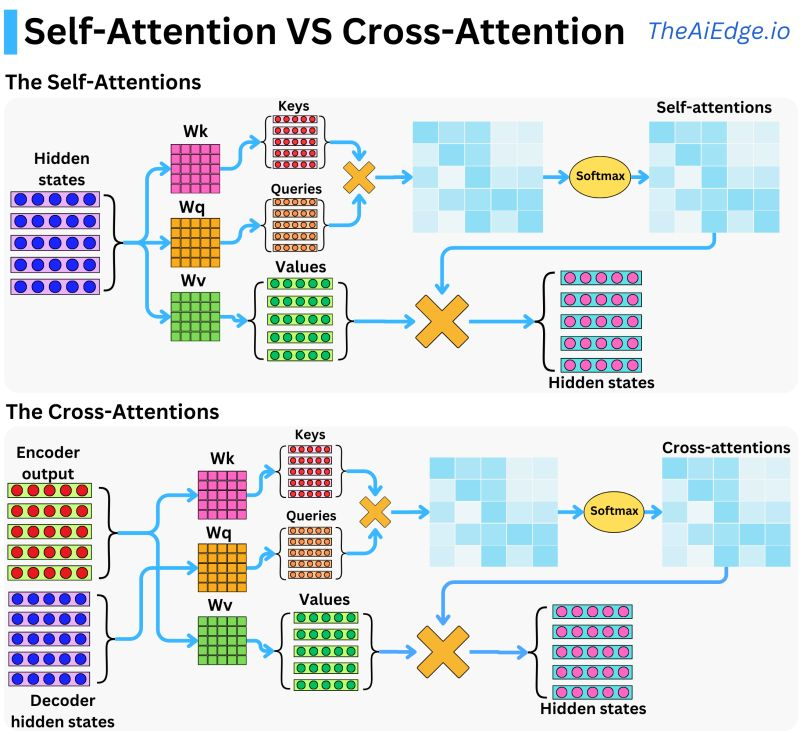 Self-Attention VS Cross-Attention
TheAiEdge.io
The Self-Attentions
Hidden
states
Wk
Keys
Wq
Queries
Wv
Values
Softmax
Self-attentions
Hidden states
The Cross-Attentions
Encoder
output
Decoder
hidden states
Wk
Keys
Wq
Queries
Wv
Values
Softmax
Cross-attentions
Hidden states